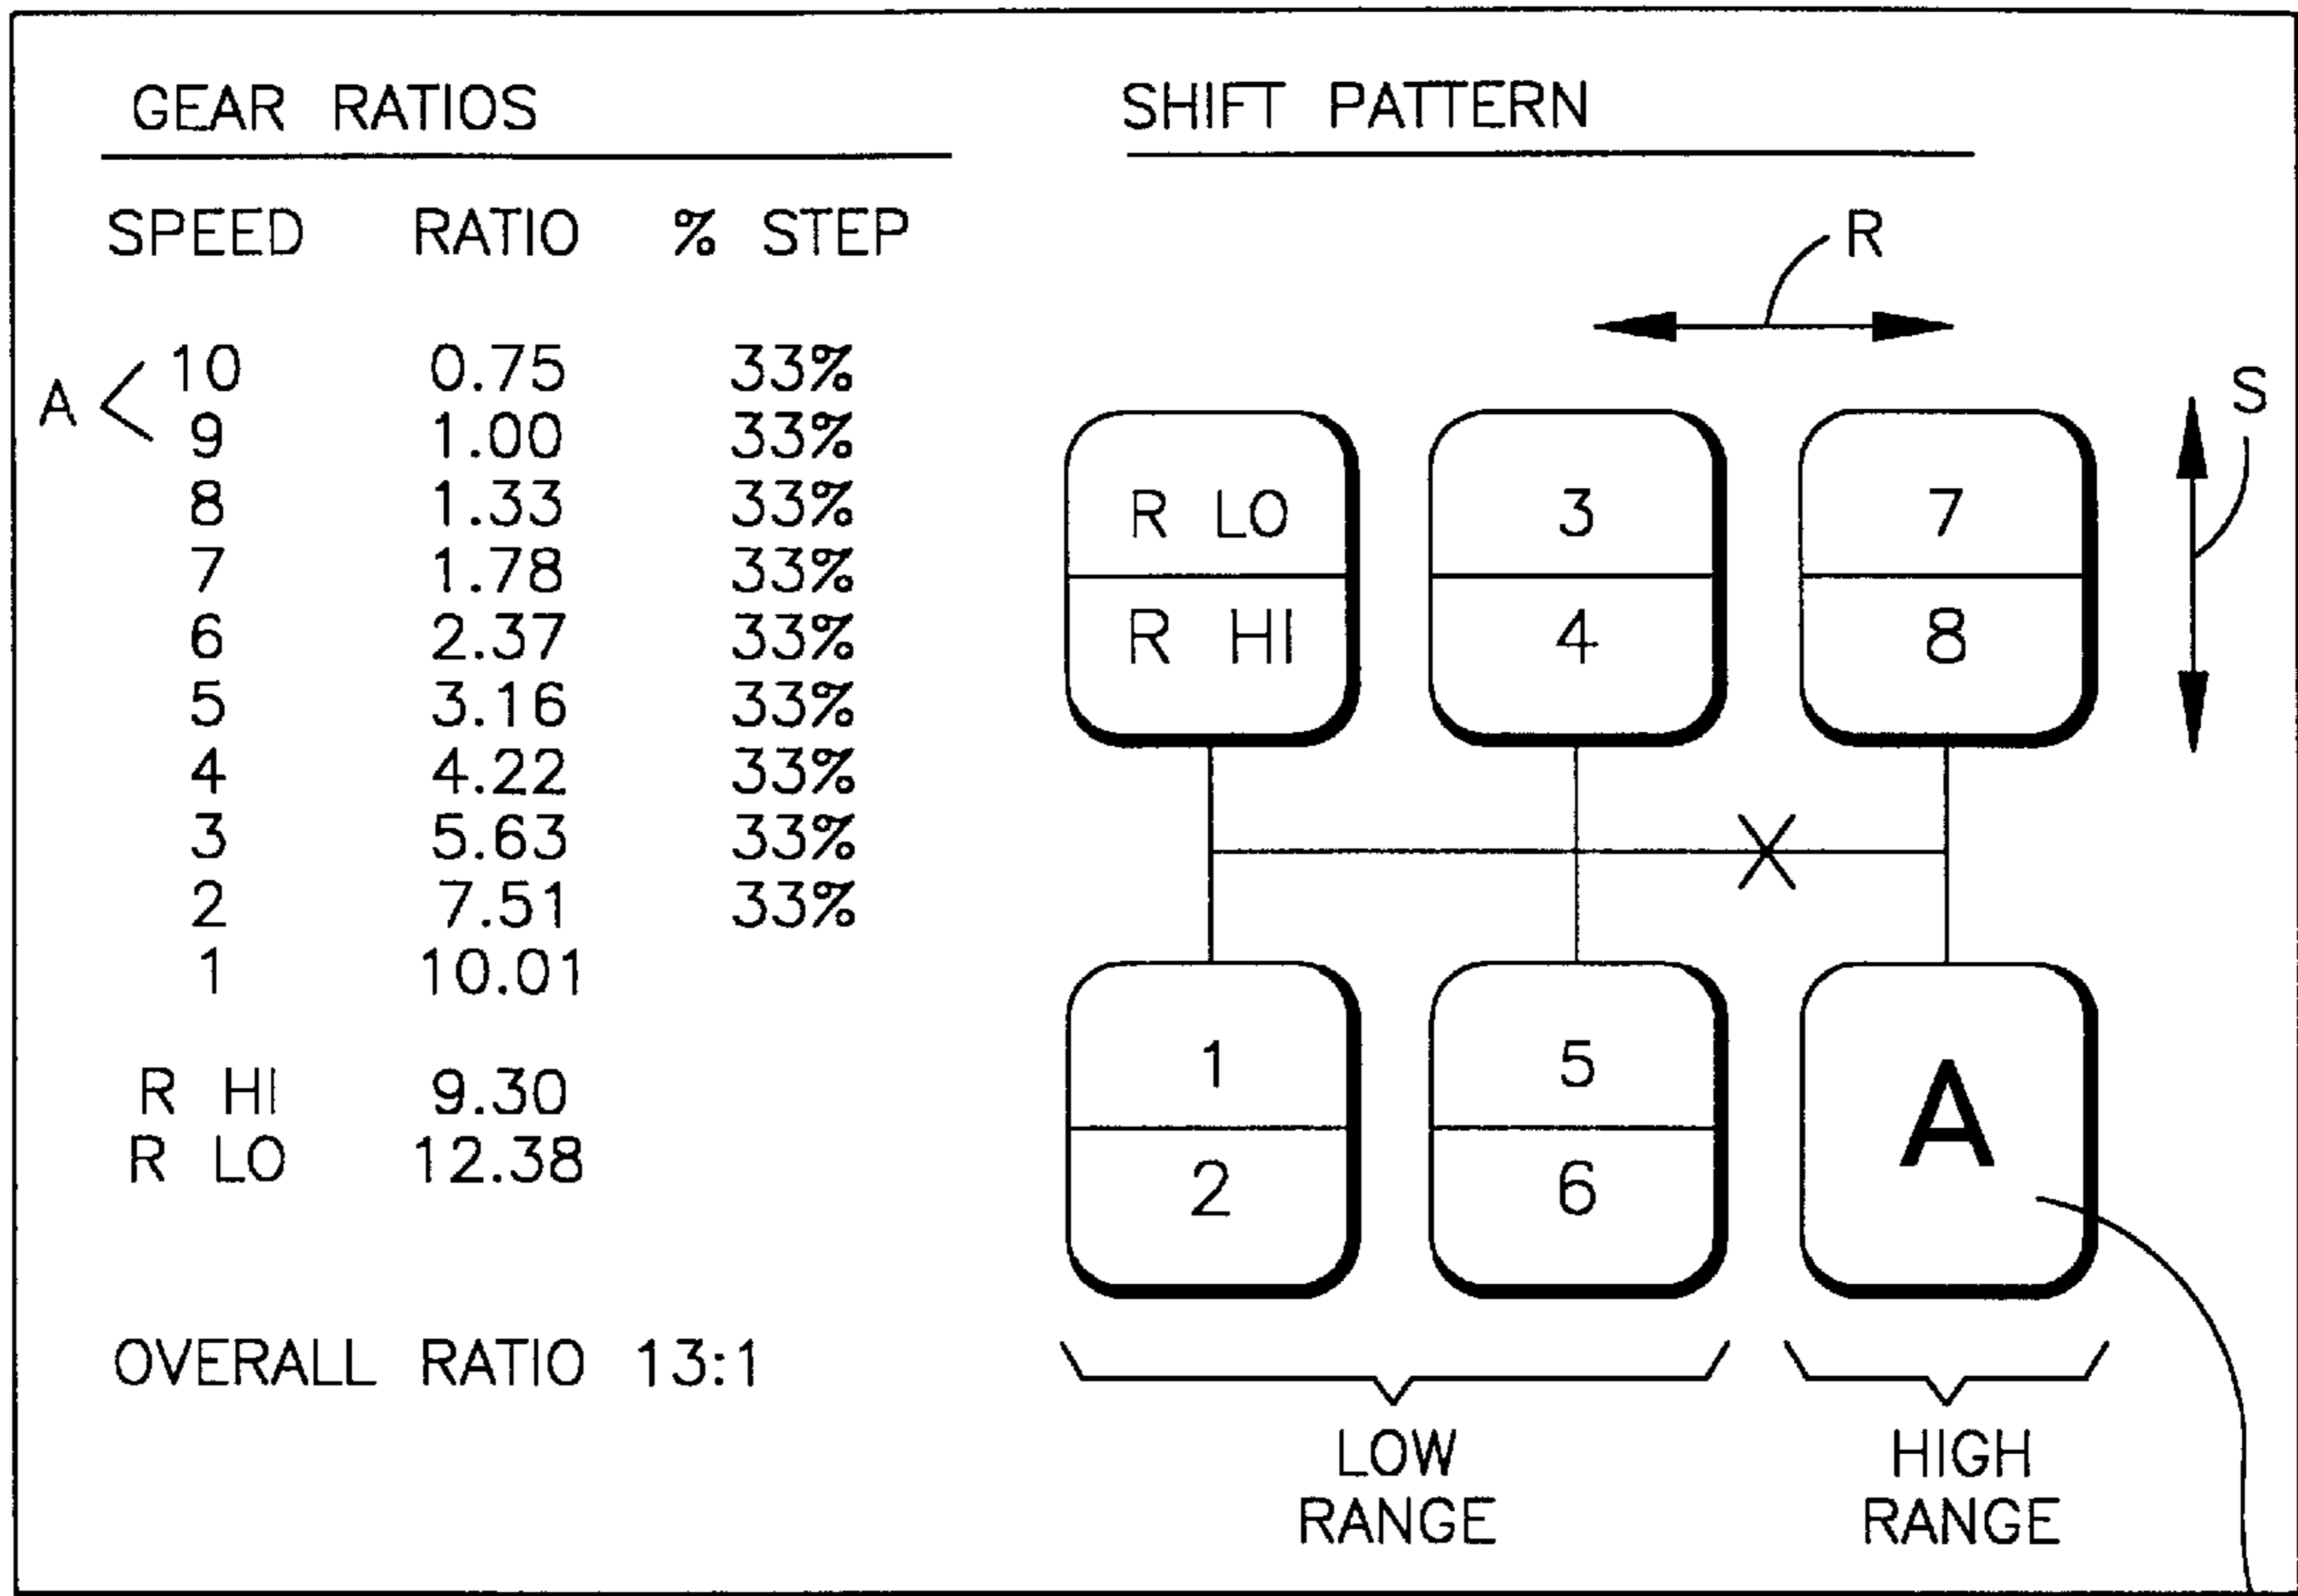 GEAR RATIOS
SPEED RATIO % STEP
A < 10 0.75 33%
9 1.00 33%
8 1.33 33%
7 1.78 33%
6 2.37 33%
5 3.16 33%
4 4.22 33%
3 5.63 33%
2 7.51 33%
1 10.01
R HI 9.30
R LO 12.38
OVERALL RATIO 13:1
SHIFT PATTERN
R
S
R LO 3 7
R HI 4 8
X
1 5 A
2 6
LOW RANGE
HIGH RANGE